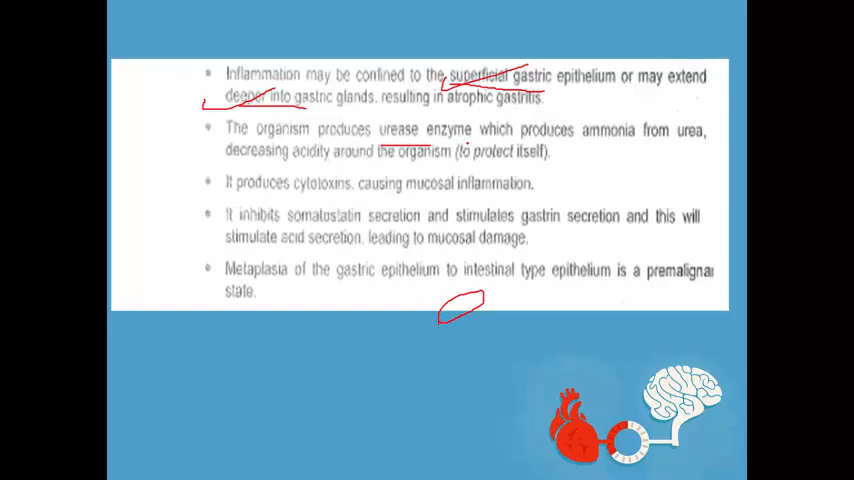 • Inflammation may be confined to the superficial gastric epithelium or may extend
deeper into gastric glands, resulting in atrophic gastritis.
• The organism produces urease enzyme which produces ammonia from urea,
decreasing acidity around the organism (to protect itself).
• It produces cytotoxins, causing mucosal inflammation.
• It inhibits somatostatin secretion and stimulates gastrin secretion and this will
stimulate acid secretion, leading to mucosal damage.
• Metaplasia of the gastric epithelium to intestinal type epithelium is a premalignan
state.